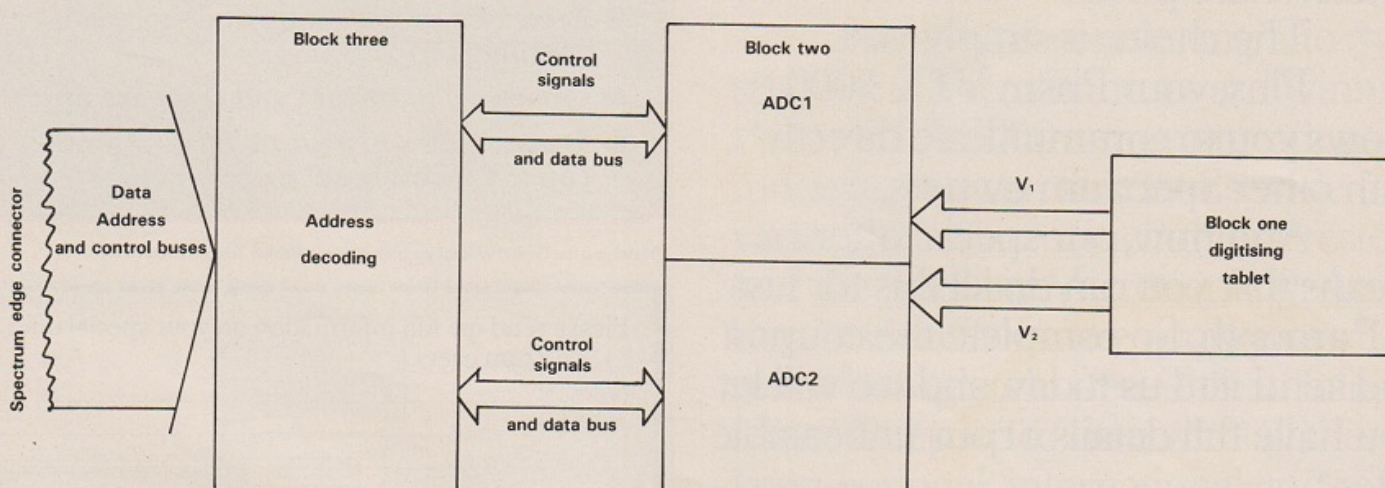 Block three
Block two
Control
signals
ADC1
and data bus
Spectrum edge connector
Data
Address
and control buses
Address
decoding
V₁
Block one
digitising
tablet
V₂
Control
signals
ADC2
and data bus